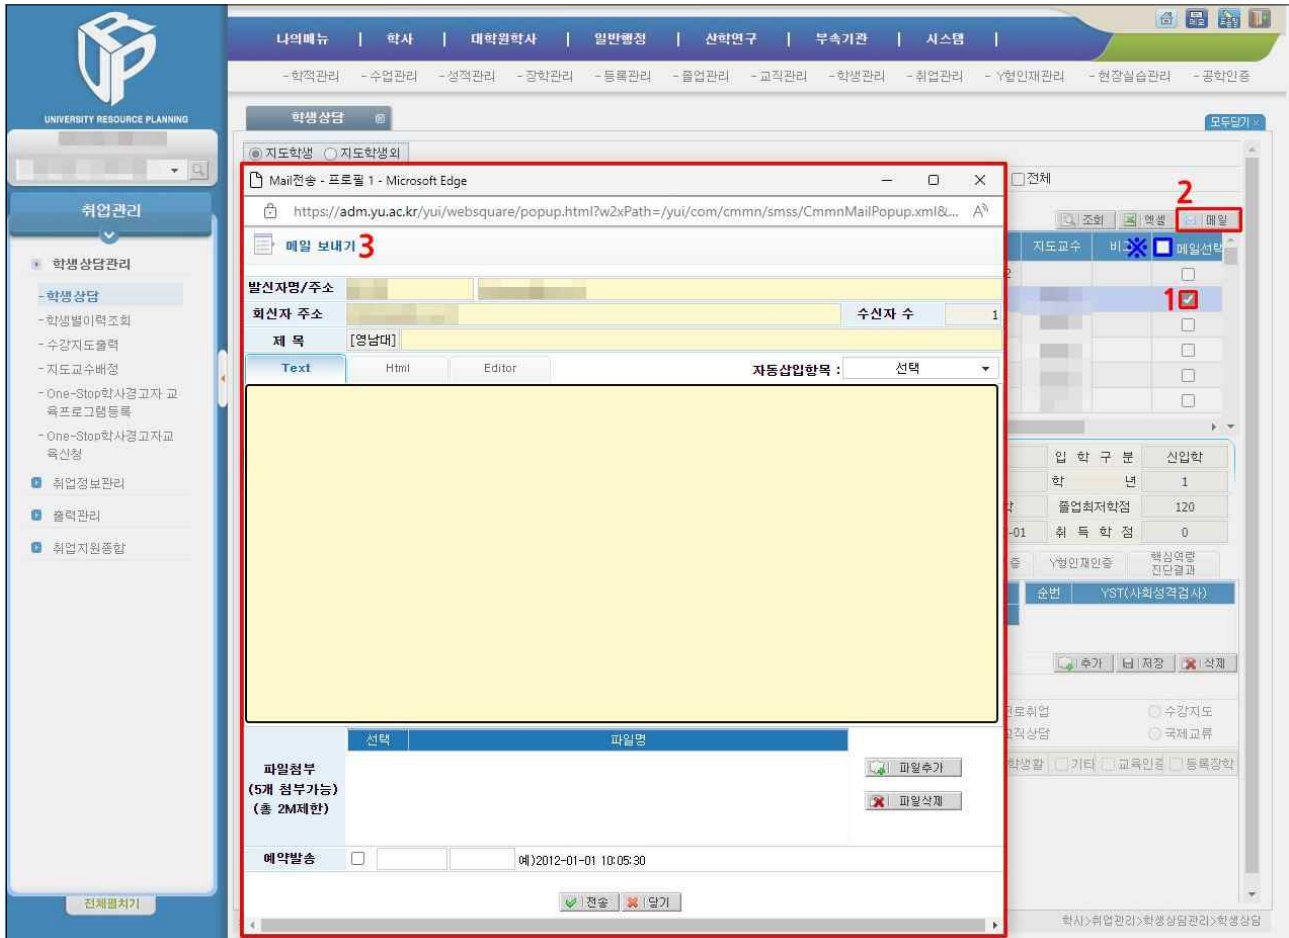 나의메뉴 | 학사 | 대학원학사 | 일반행정 | 산학연구 | 부속기관 | 시스템 |
-학적관리 -수업관리 -성적관리 -장학관리 -등록관리 -졸업관리 -교직관리 -학생관리 -취업관리 - Y형인재관리 -현장실습관리 -공학인증
UNIVERSITY RESOURCE PLANNING
학생상담
모두닫기 ×
지도학생 지도학생외
취업관리
학생상담관리
-학생상담
-학생별이력조회
-수강지도출력
-지도교수배정
-One-Stop학사경고자 교
육프로그램등록
-One-Stop학사경고자교
육신청
취업정보관리
출력관리
취업지원종합
전체펼치기
Mail전송 - 프로필 1 - Microsoft Edge
https://adm.yu.ac.kr/yui/websquare/popup.html?w2xPath=/yui/com/cmmn/smss/CmmnMailPopup.xml&...
메일 보내기 3
발신자명/주소
회신자 주소 수신자 수 1
제 목 [영남대]
Text Html Editor 자동삽입항목 : 선택
선택 파일명
파일첨부
(5개 첨부가능)
(총 2M제한)
파일추가
파일삭제
예약발송 예)2012-01-01 10:05:30
전송 닫기
전체
2
조회 엑셀 메일
지도교수 ※ 메일선택
1
입 학 구 분 신입학
학 년 1
졸업최저학점 120
-01 취 득 학 점 0
증 Y형인재인증 핵심역량
진단결과
순번 YST(사회성격검사)
추가 저장 삭제
진로취업 수강지도
교직상담 국제교류
학생활 기타 교육인증 등록장학
학사>취업관리>학생상담관리>학생상담